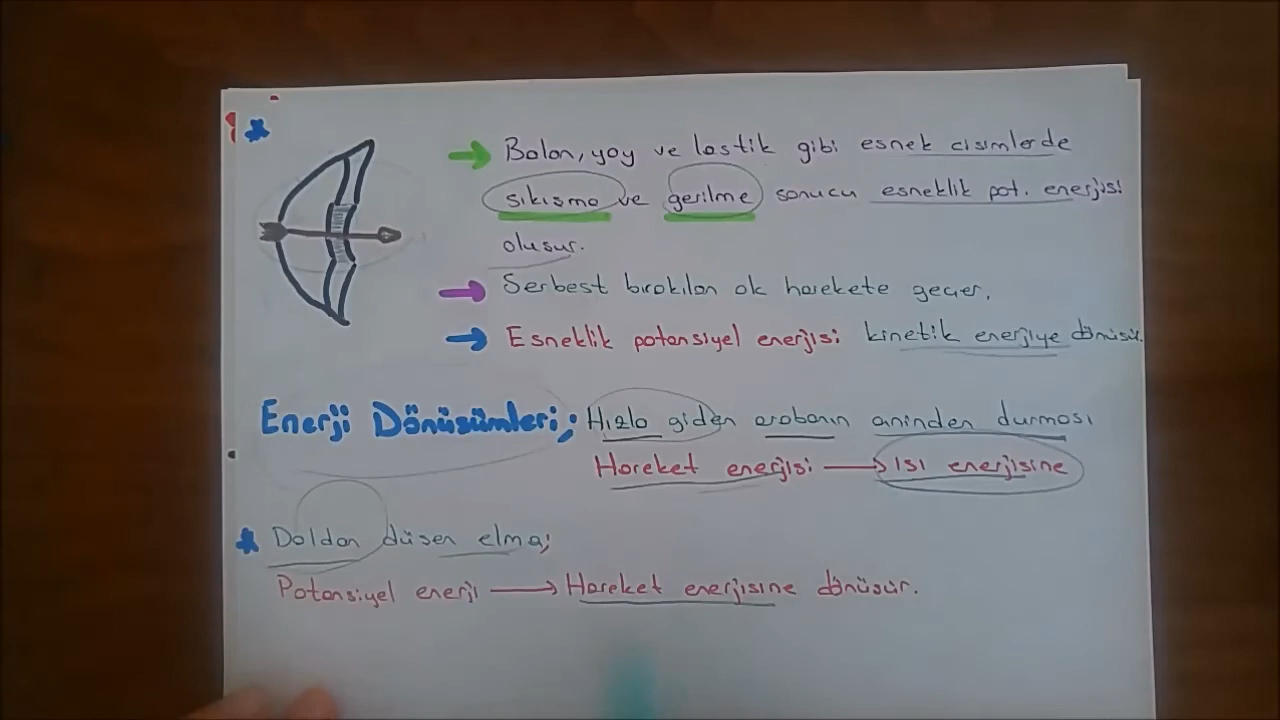 Balon, yay ve lastik gibi esnek cisimlerde
sıkışma ve gerilme sonucu esneklik pot. enerjisi
oluşur.
Serbest bırakılan ok harekete geçer.
Esneklik potansiyel enerjisi kinetik enerjiye dönüşür.
Enerji Dönüşümleri; Hızla giden arabanın aninden durması
Hareket enerjisi → ısı enerjisine
* Daldan düşen elma;
Potansiyel enerji → Hareket enerjisine dönüşür.